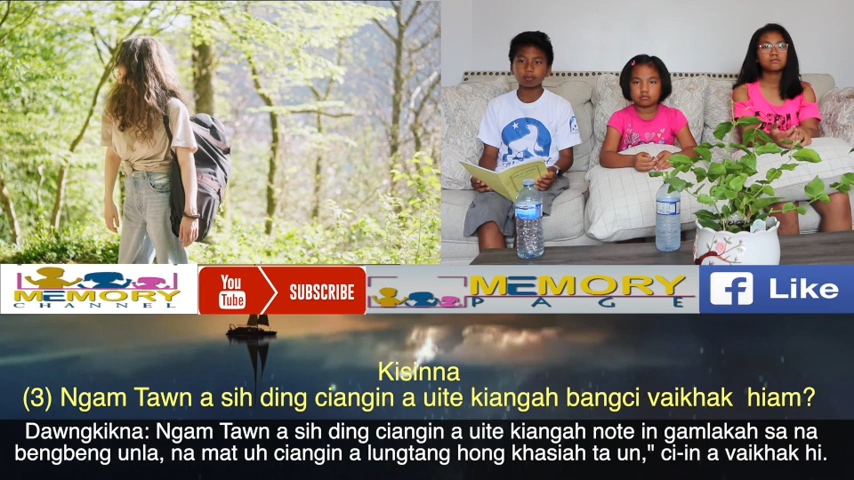 MEMORY
CHANNEL
You
Tube
SUBSCRIBE
MEMORY
PAGE
f Like
Kisinna
(3) Ngam Tawn a sih ding ciangin a uite kiangah bangci vaikhak hiam?
Dawngkikna: Ngam Tawn a sih ding ciangin a uite kiangah note in gamlakah sa na
bengbeng unla, na mat uh ciangin a lungtang hong khasiah ta un," ci-in a vaikhak hi.